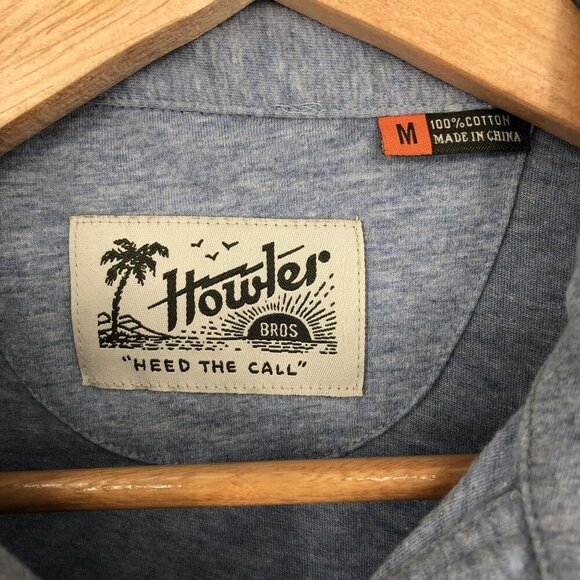 M
100% COTTON
MADE IN CHINA
Howler
BROS
"HEED THE CALL"